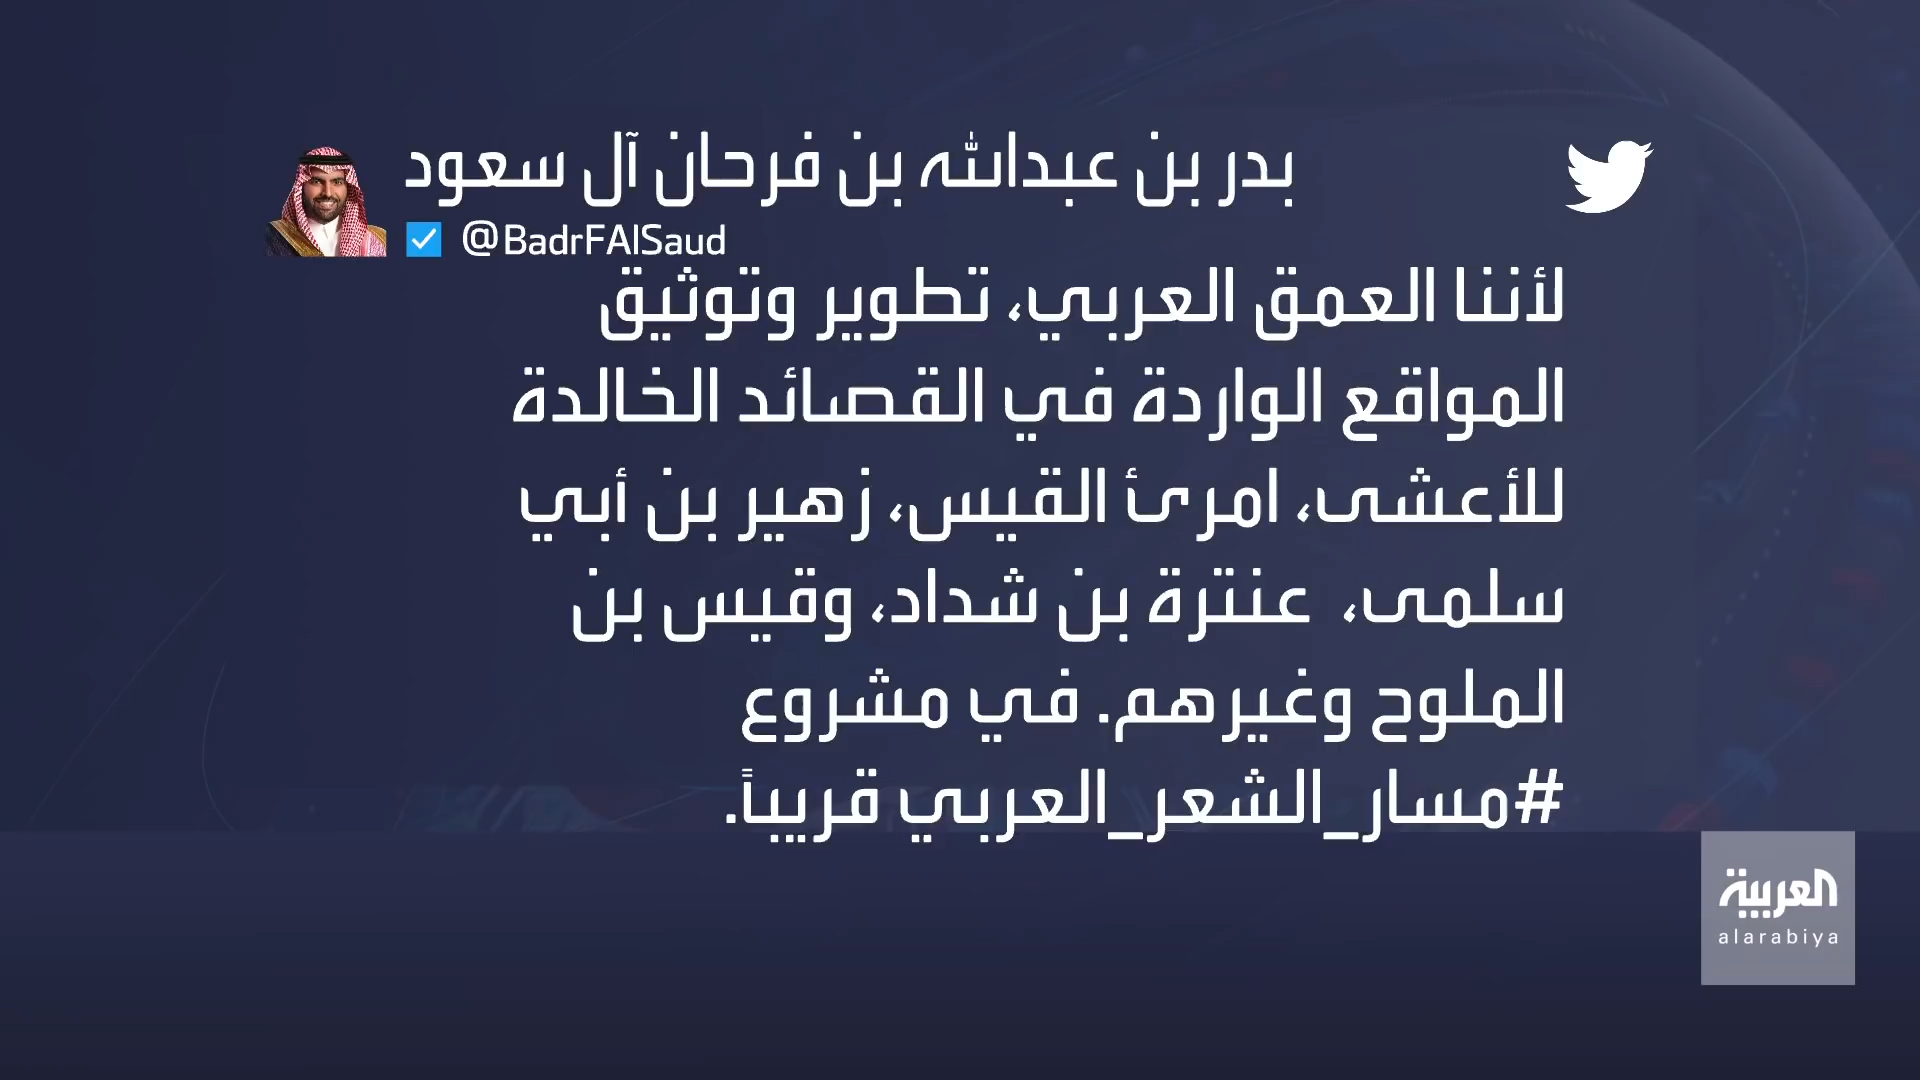 بدر بن عبدالله بن فرحان آل سعود
@BadrFAlSaud
لأننا العمق العربي، تطوير وتوثيق
المواقع الواردة في القصائد الخالدة
للأعشى، امرئ القيس، زهير بن أبي
سلمى، عنترة بن شداد، وقيس بن
الملوح وغيرهم. في مشروع
#مسار_الشعر_العربي قريباً.
العربية
alarabiya